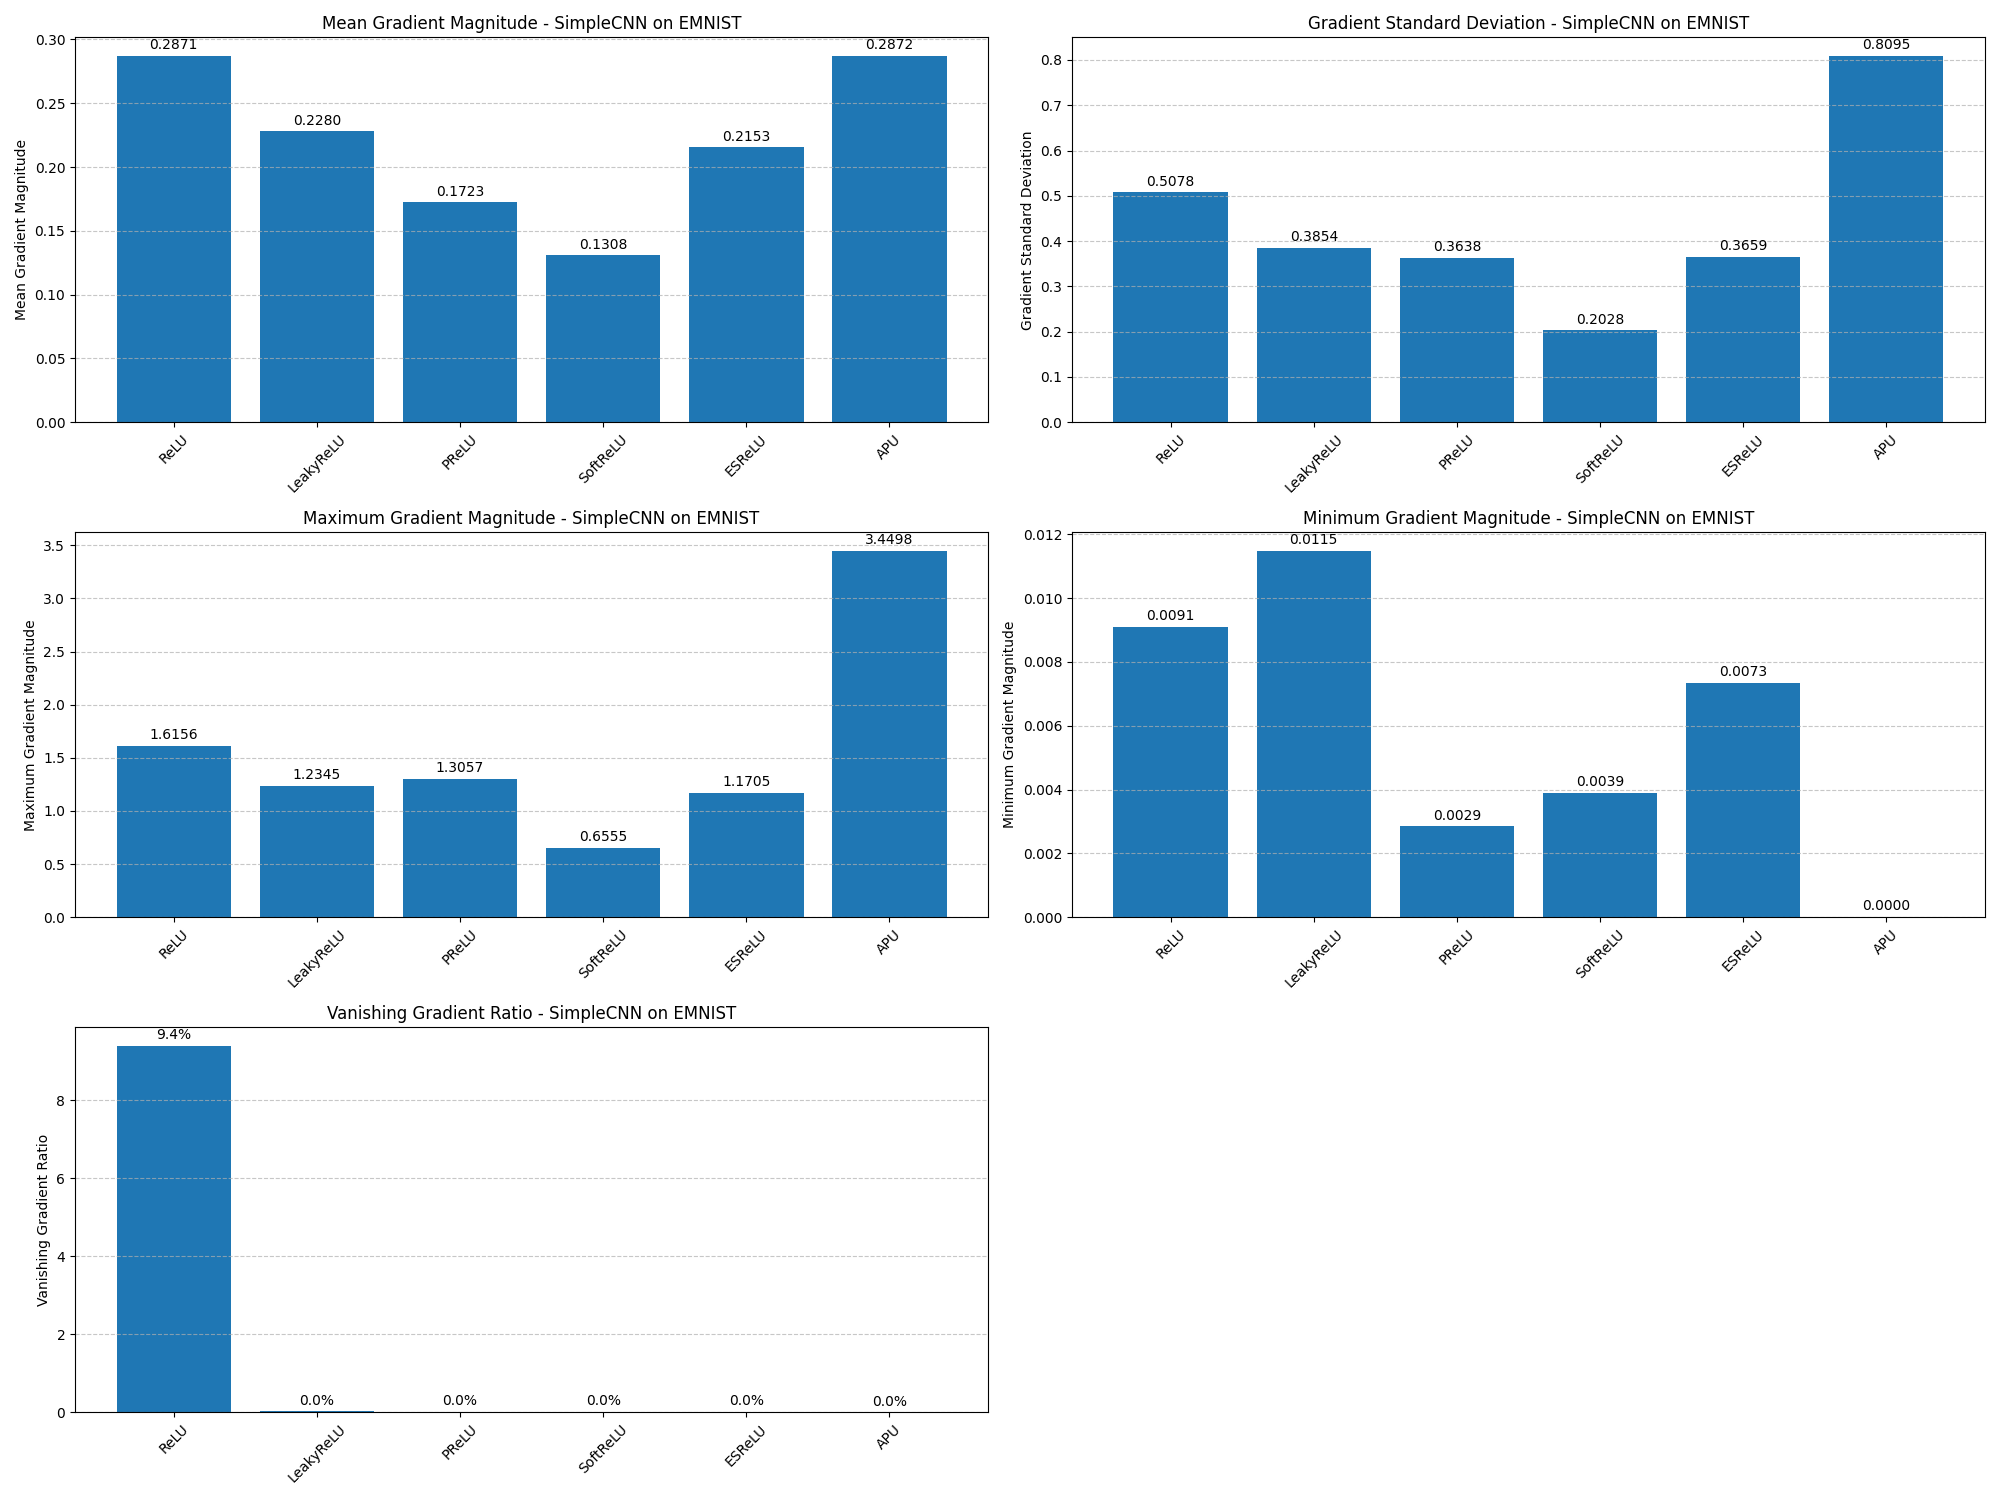 Mean Gradient Magnitude - SimpleCNN on EMNIST
Mean Gradient Magnitude
0.30
0.25
0.20
0.15
0.10
0.05
0.00
0.2871
0.2280
0.1723
0.1308
0.2153
0.2872
ReLU
LeakyReLU
PReLU
SoftReLU
ESReLU
APU
Gradient Standard Deviation - SimpleCNN on EMNIST
Gradient Standard Deviation
0.8
0.7
0.6
0.5
0.4
0.3
0.2
0.1
0.0
0.5078
0.3854
0.3638
0.2028
0.3659
0.8095
ReLU
LeakyReLU
PReLU
SoftReLU
ESReLU
APU
Maximum Gradient Magnitude - SimpleCNN on EMNIST
Maximum Gradient Magnitude
3.5
3.0
2.5
2.0
1.5
1.0
0.5
0.0
1.6156
1.2345
1.3057
0.6555
1.1705
3.4498
ReLU
LeakyReLU
PReLU
SoftReLU
ESReLU
APU
Minimum Gradient Magnitude - SimpleCNN on EMNIST
Minimum Gradient Magnitude
0.012
0.010
0.008
0.006
0.004
0.002
0.000
0.0091
0.0115
0.0029
0.0039
0.0073
0.0000
ReLU
LeakyReLU
PReLU
SoftReLU
ESReLU
APU
Vanishing Gradient Ratio - SimpleCNN on EMNIST
Vanishing Gradient Ratio
8
6
4
2
0
9.4%
0.0%
0.0%
0.0%
0.0%
0.0%
ReLU
LeakyReLU
PReLU
SoftReLU
ESReLU
APU